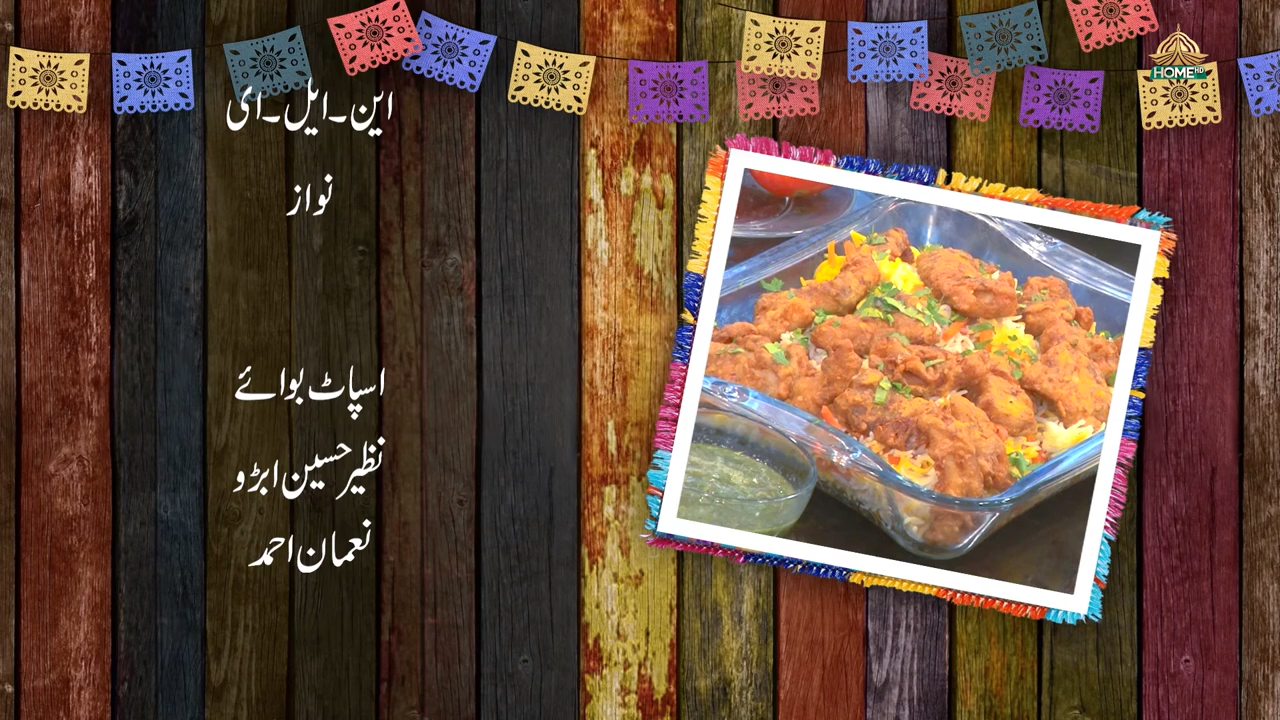 این۔ایل۔ای
نواز
اسپاٹ بوائے
نظیر حسین ابڑو
نعمان احمد
HOME HD